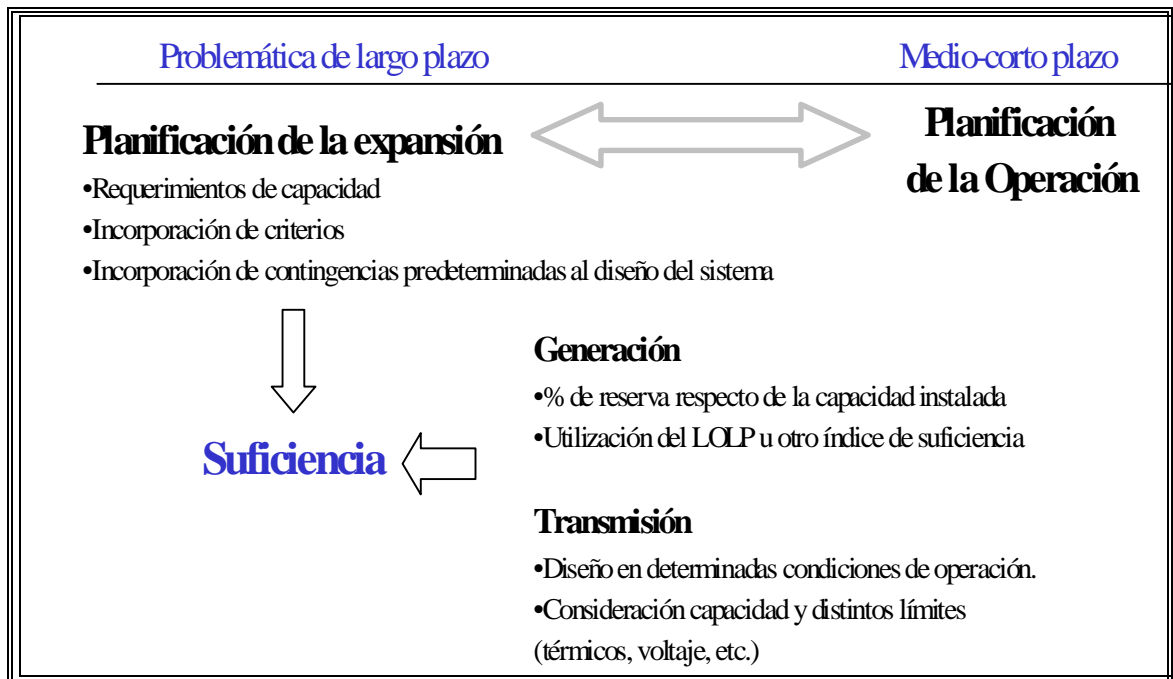 Problemática de largo plazo
Medio-corto plazo
Planificación de la expansión
•Requerimientos de capacidad
•Incorporación de criterios
•Incorporación de contingencias predeterminadas al diseño del sistema
Planificación
de la Operación
Suficiencia
Generación
•% de reserva respecto de la capacidad instalada
•Utilización del LOLP u otro índice de suficiencia
Transmisión
•Diseño en determinadas condiciones de operación.
•Consideración capacidad y distintos límites
(térmicos, voltaje, etc.)